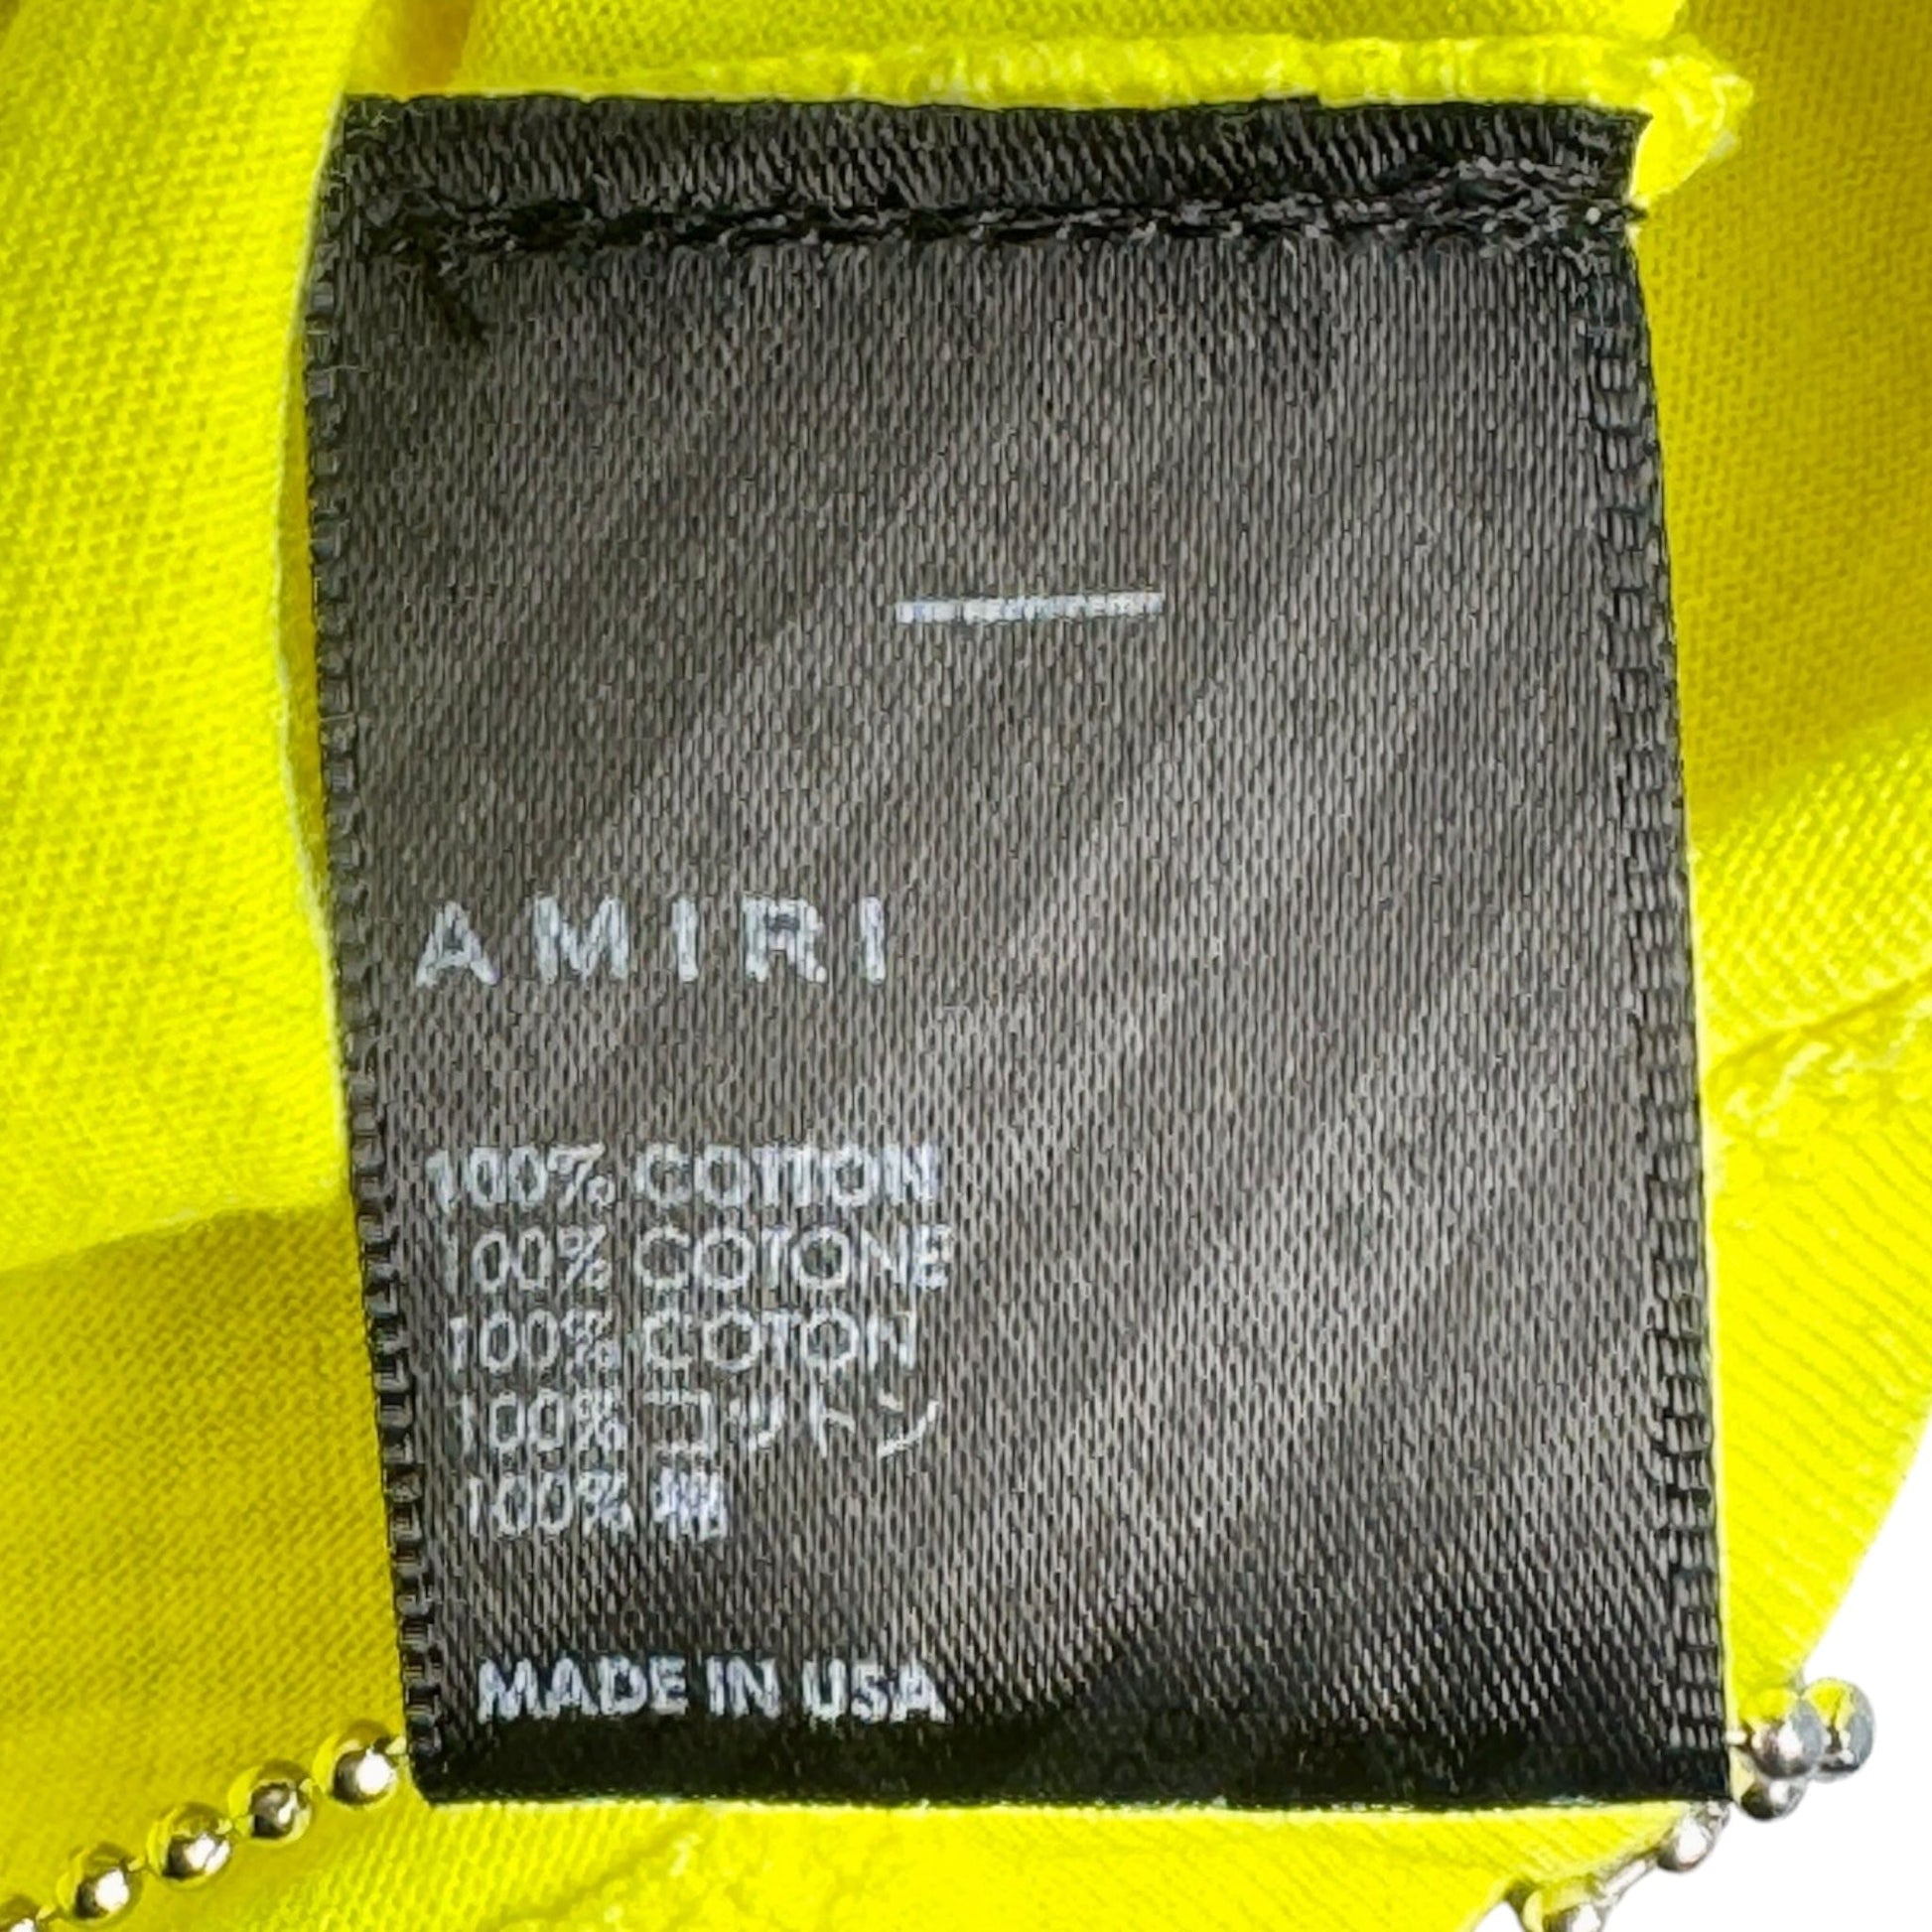 AMIRI
100% COTTON
100% COTONE
100% COTON
100% コットン
100% 棉
MADE IN USA